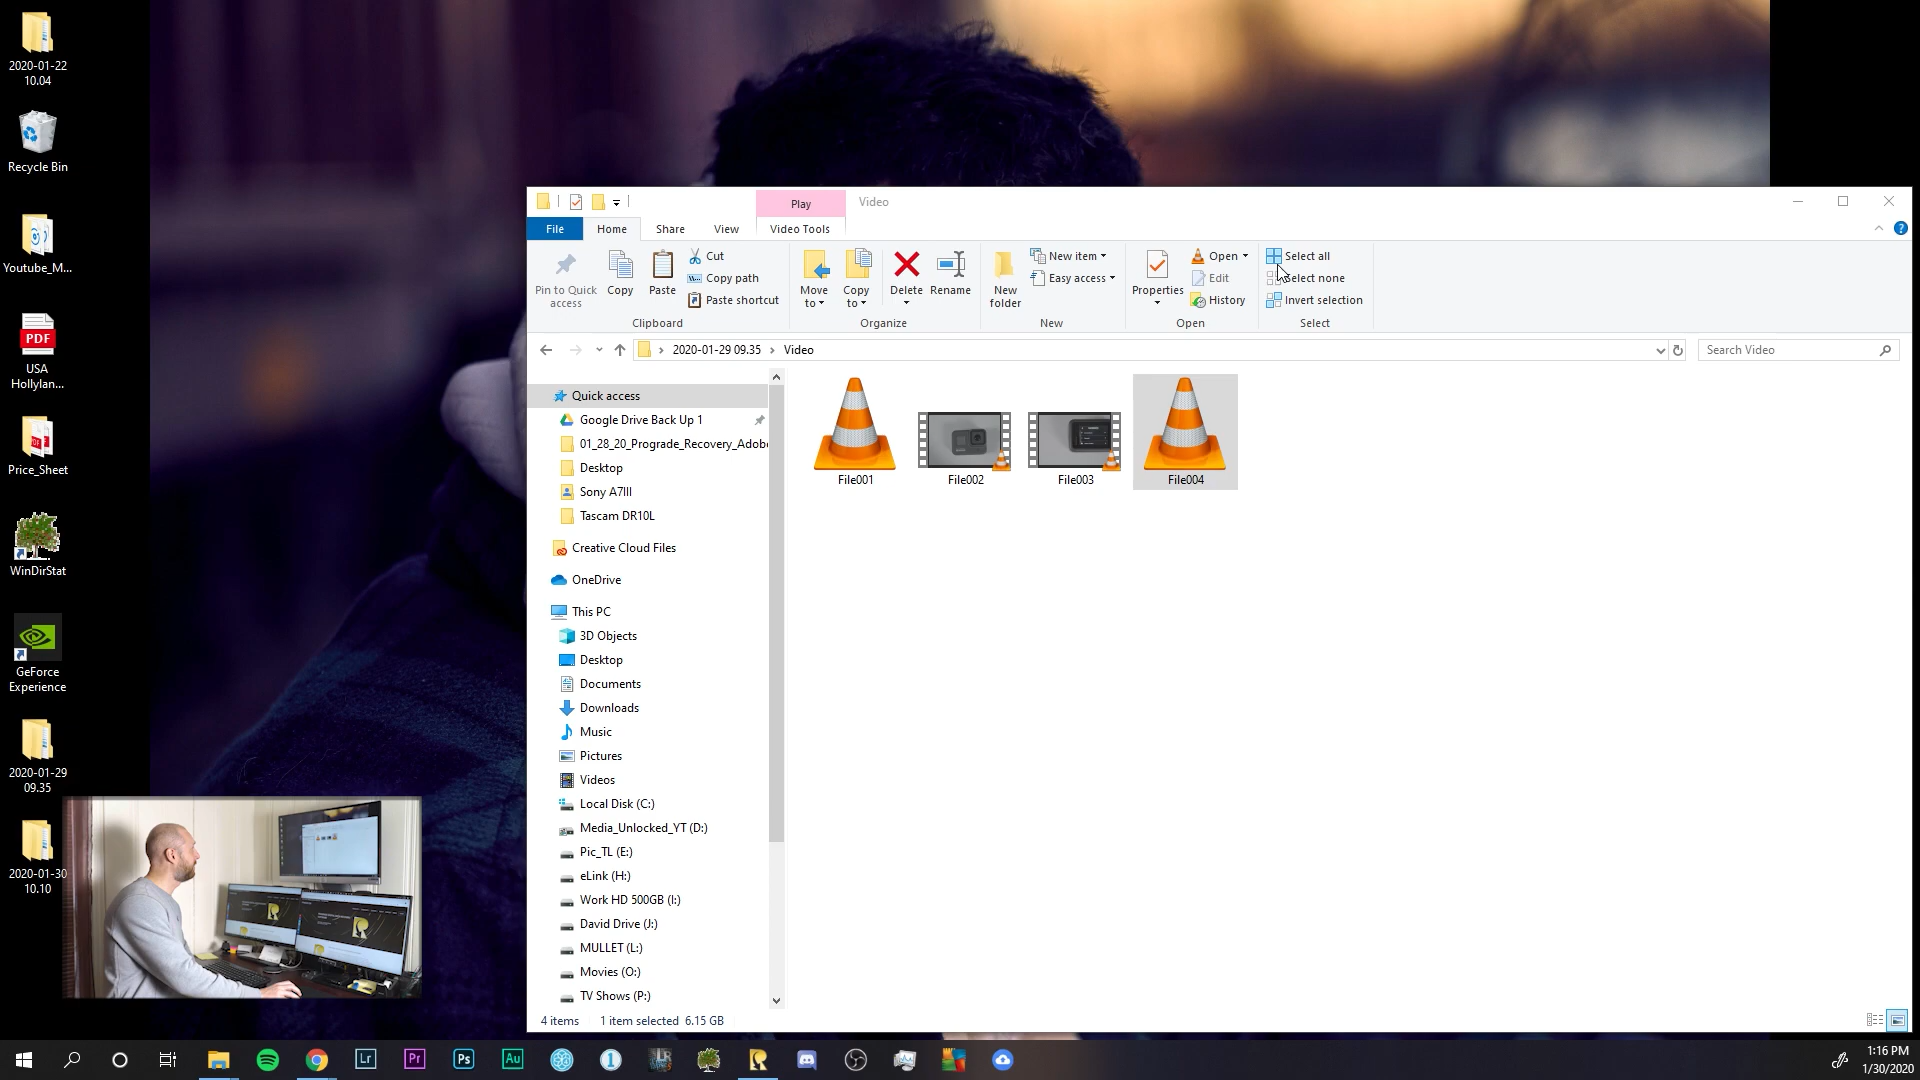 2020-01-22
10.04
Recycle Bin
Youtube_M...
PDF
USA
Hollylan...
PDF
Price_Sheet
WinDirStat
GeForce
Experience
2020-01-29
09.35
2020-01-30
10.10
Play
Video
File
Home
Share
View
Video Tools
Pin to Quick
access
Copy
Paste
Cut
Copy path
Paste shortcut
Clipboard
Move
to
Copy
to
Delete
Rename
Organize
New
folder
New item
Easy access
New
Properties
Open
Edit
History
Open
Select all
Select none
Invert selection
Select
2020-01-29 09.35 > Video
Search Video
Quick access
Google Drive Back Up 1
01_28_20_Prograde_Recovery_Adobe
Desktop
Sony A7III
Tascam DR10L
Creative Cloud Files
OneDrive
This PC
3D Objects
Desktop
Documents
Downloads
Music
Pictures
Videos
Local Disk (C:)
Media_Unlocked_YT (D:)
Pic_TL (E:)
eLink (H:)
Work HD 500GB (I:)
David Drive (J:)
MULLET (L:)
Movies (O:)
TV Shows (P:)
File001
File002
File003
File004
4 items
1 item selected 6.15 GB
Lr
Pr
Ps
Au
1:16 PM
1/30/2020